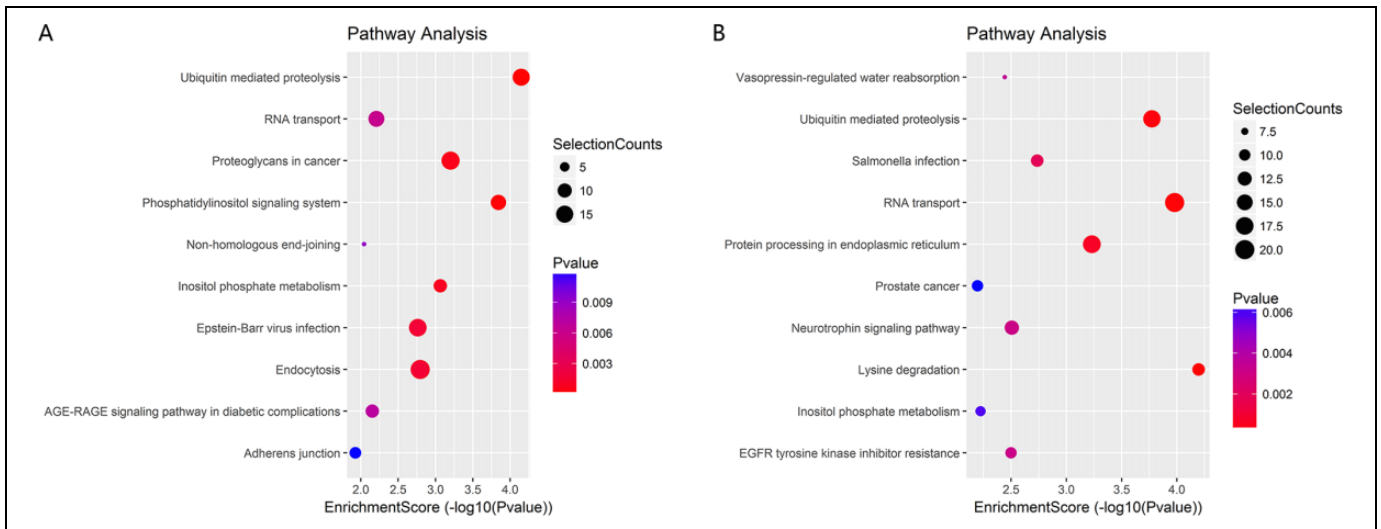 A
Pathway Analysis
Ubiquitin mediated proteolysis
RNA transport
Proteoglycans in cancer
Phosphatidylinositol signaling system
Non-homologous end-joining
Inositol phosphate metabolism
Epstein-Barr virus infection
Endocytosis
AGE-RAGE signaling pathway in diabetic complications
Adherens junction
2.0 2.5 3.0 3.5 4.0
EnrichmentScore (-log10(Pvalue))
SelectionCounts
5
10
15
Pvalue
0.009
0.006
0.003
B
Pathway Analysis
Vasopressin-regulated water reabsorption
Ubiquitin mediated proteolysis
Salmonella infection
RNA transport
Protein processing in endoplasmic reticulum
Prostate cancer
Neurotrophin signaling pathway
Lysine degradation
Inositol phosphate metabolism
EGFR tyrosine kinase inhibitor resistance
2.5 3.0 3.5 4.0
EnrichmentScore (-log10(Pvalue))
SelectionCounts
7.5
10.0
12.5
15.0
17.5
20.0
Pvalue
0.006
0.004
0.002